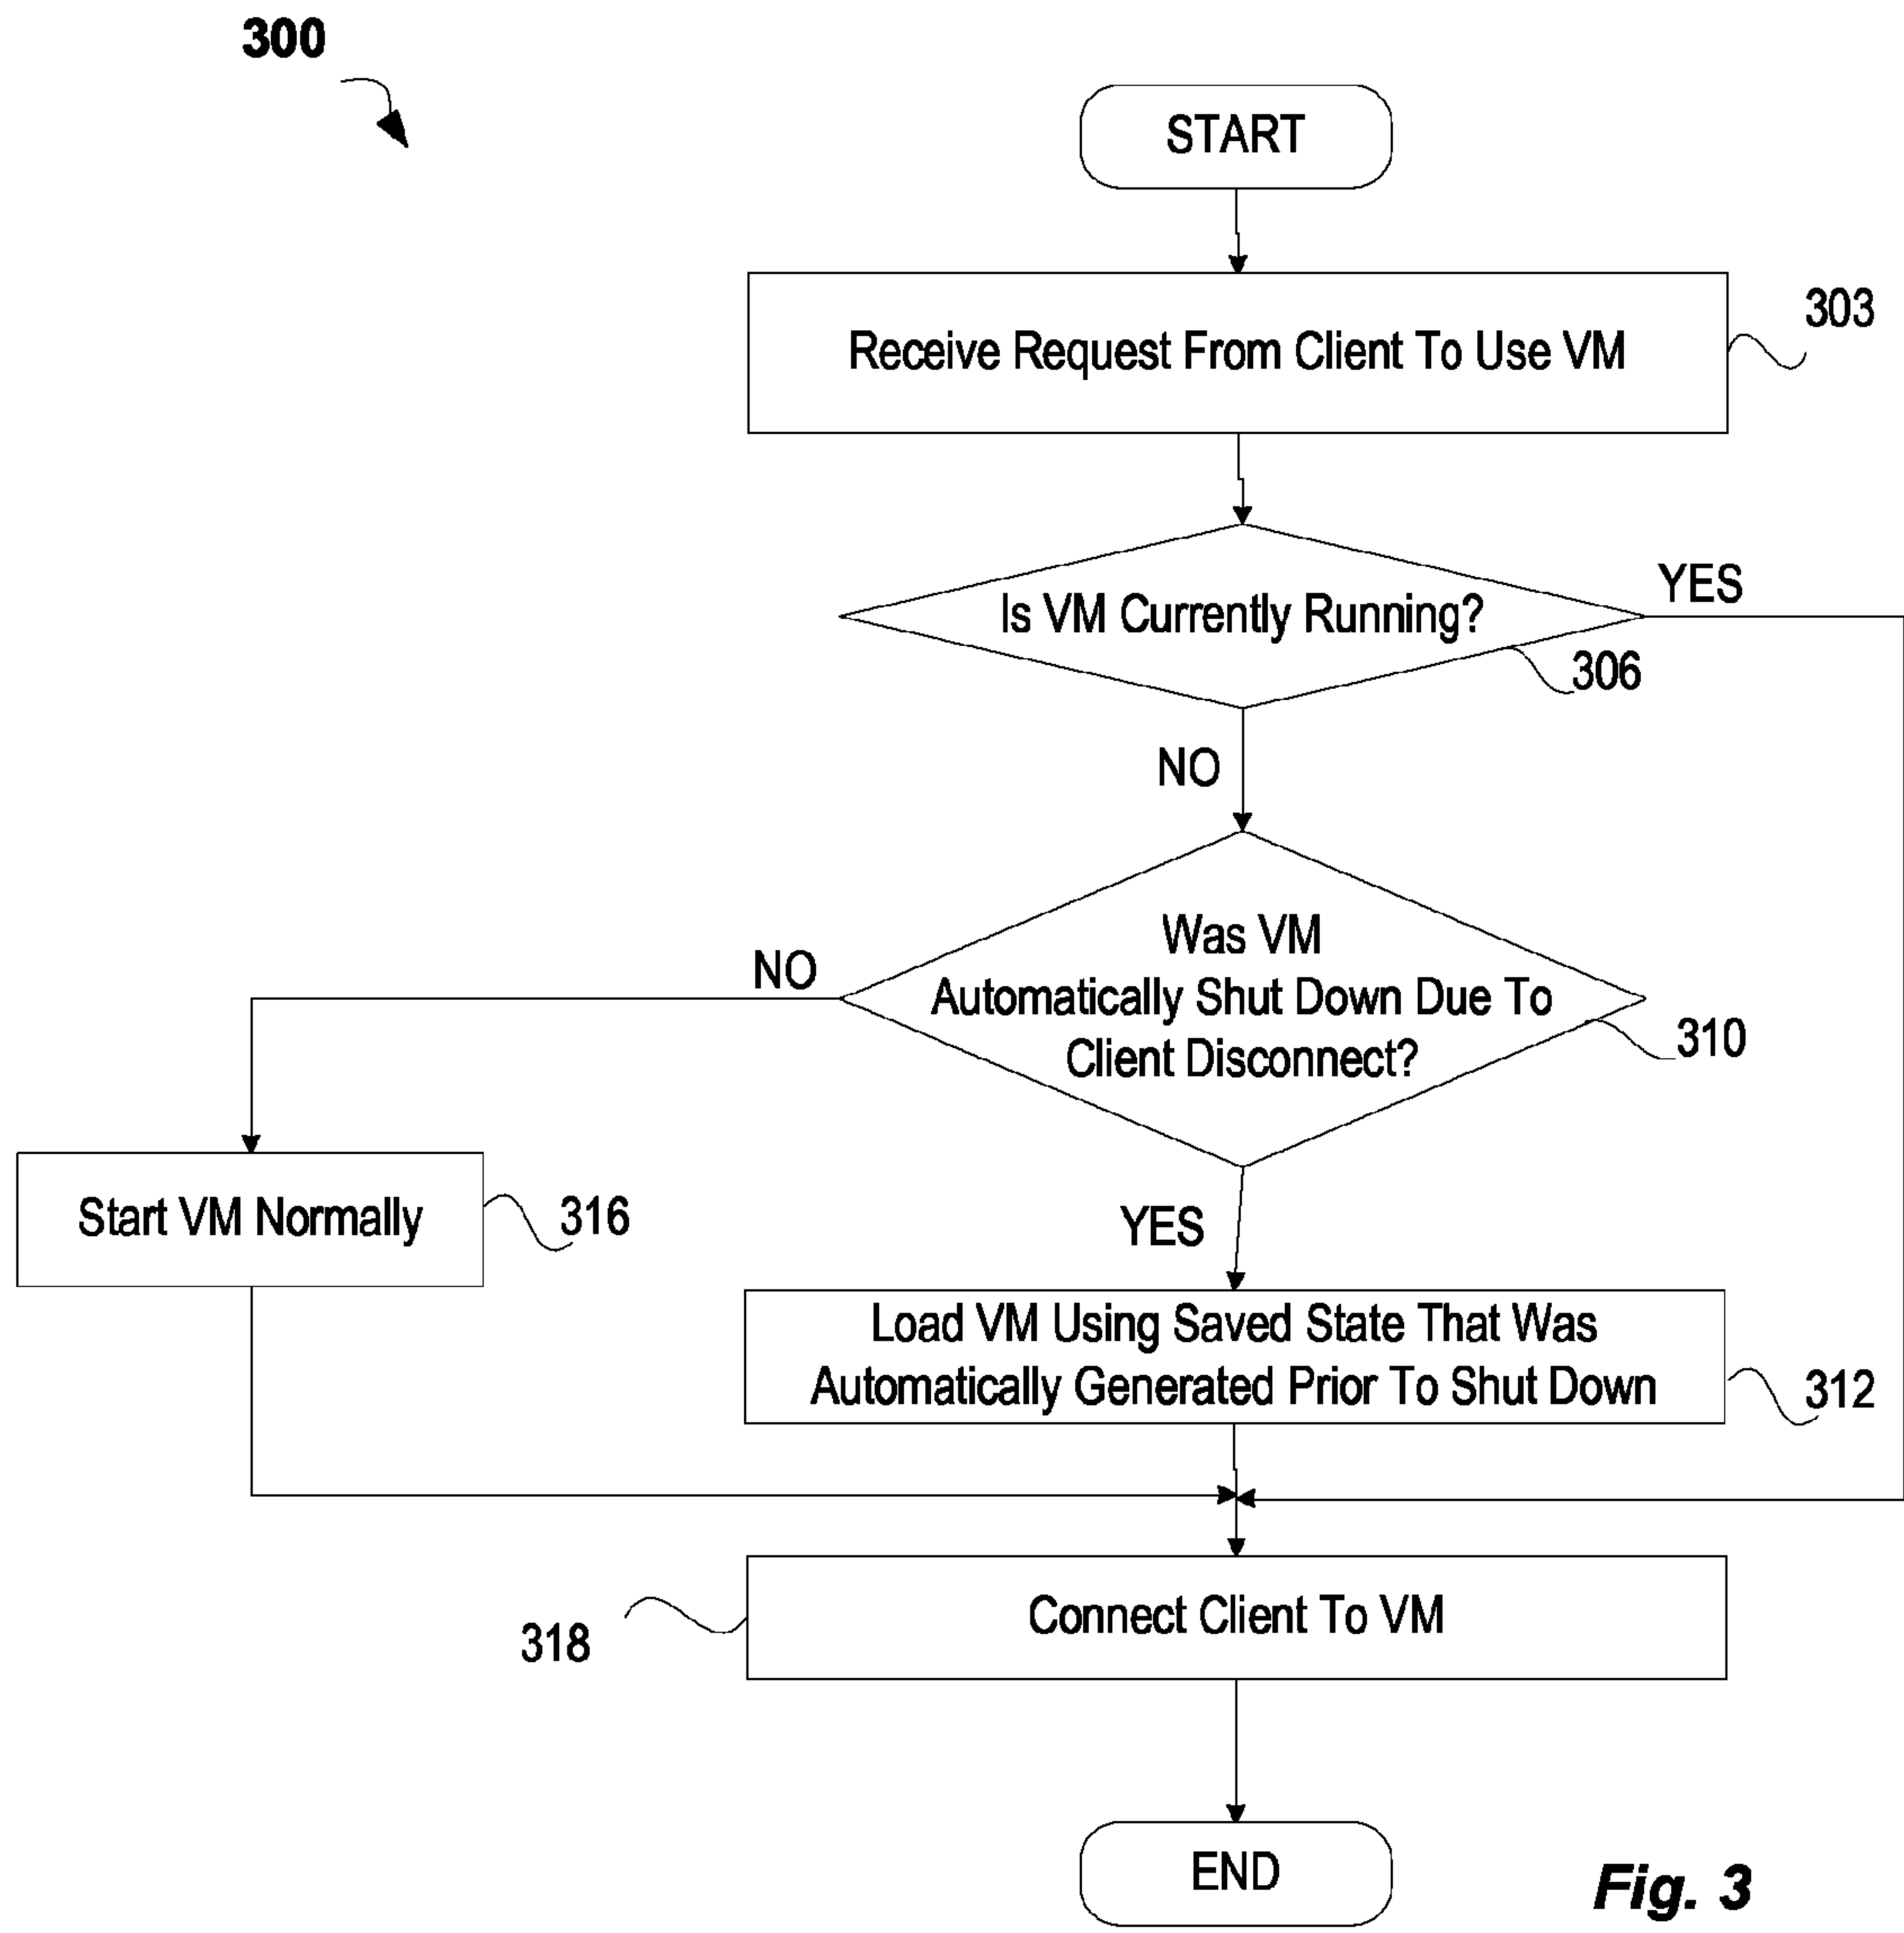 300
START
Receive Request From Client To Use VM
303
Is VM Currently Running?
YES
306
NO
Was VM
Automatically Shut Down Due To
Client Disconnect?
NO
310
Start VM Normally
316
YES
Load VM Using Saved State That Was
Automatically Generated Prior To Shut Down
312
Connect Client To VM
318
END
Fig. 3